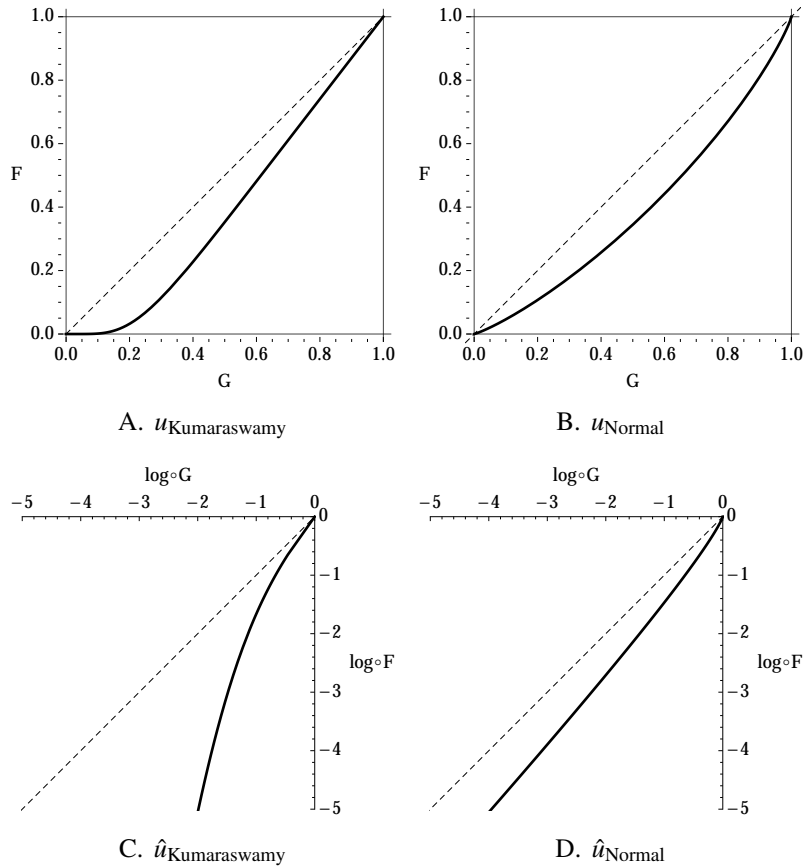 1.0
0.8
0.6
F
0.4
0.2
0.0
0.0 0.2 0.4 0.6 0.8 1.0
G
A. uKumaraswamy
1.0
0.8
0.6
F
0.4
0.2
0.0
0.0 0.2 0.4 0.6 0.8 1.0
G
B. uNormal
log∘G
−5 −4 −3 −2 −1 0
0
−1
−2
log∘F
−3
−4
−5
C. ûKumaraswamy
log∘G
−5 −4 −3 −2 −1 0
0
−1
−2
log∘F
−3
−4
−5
D. ûNormal